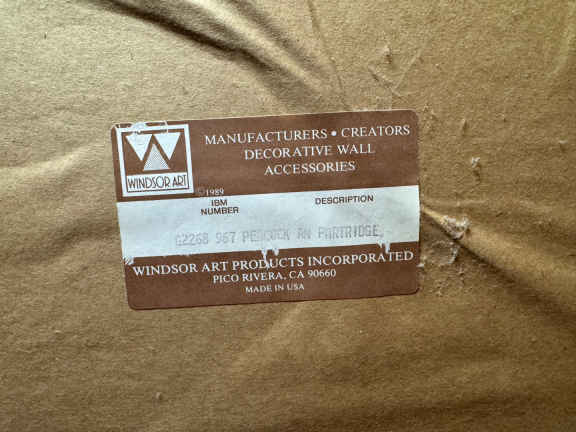 MANUFACTURERS • CREATORS
DECORATIVE WALL
ACCESSORIES
WINDSOR ART
©1989
IBM NUMBER
DESCRIPTION
G2268 967 PEACOCK AN PARTRIDGE,
WINDSOR ART PRODUCTS INCORPORATED
PICO RIVERA, CA 90660
MADE IN USA